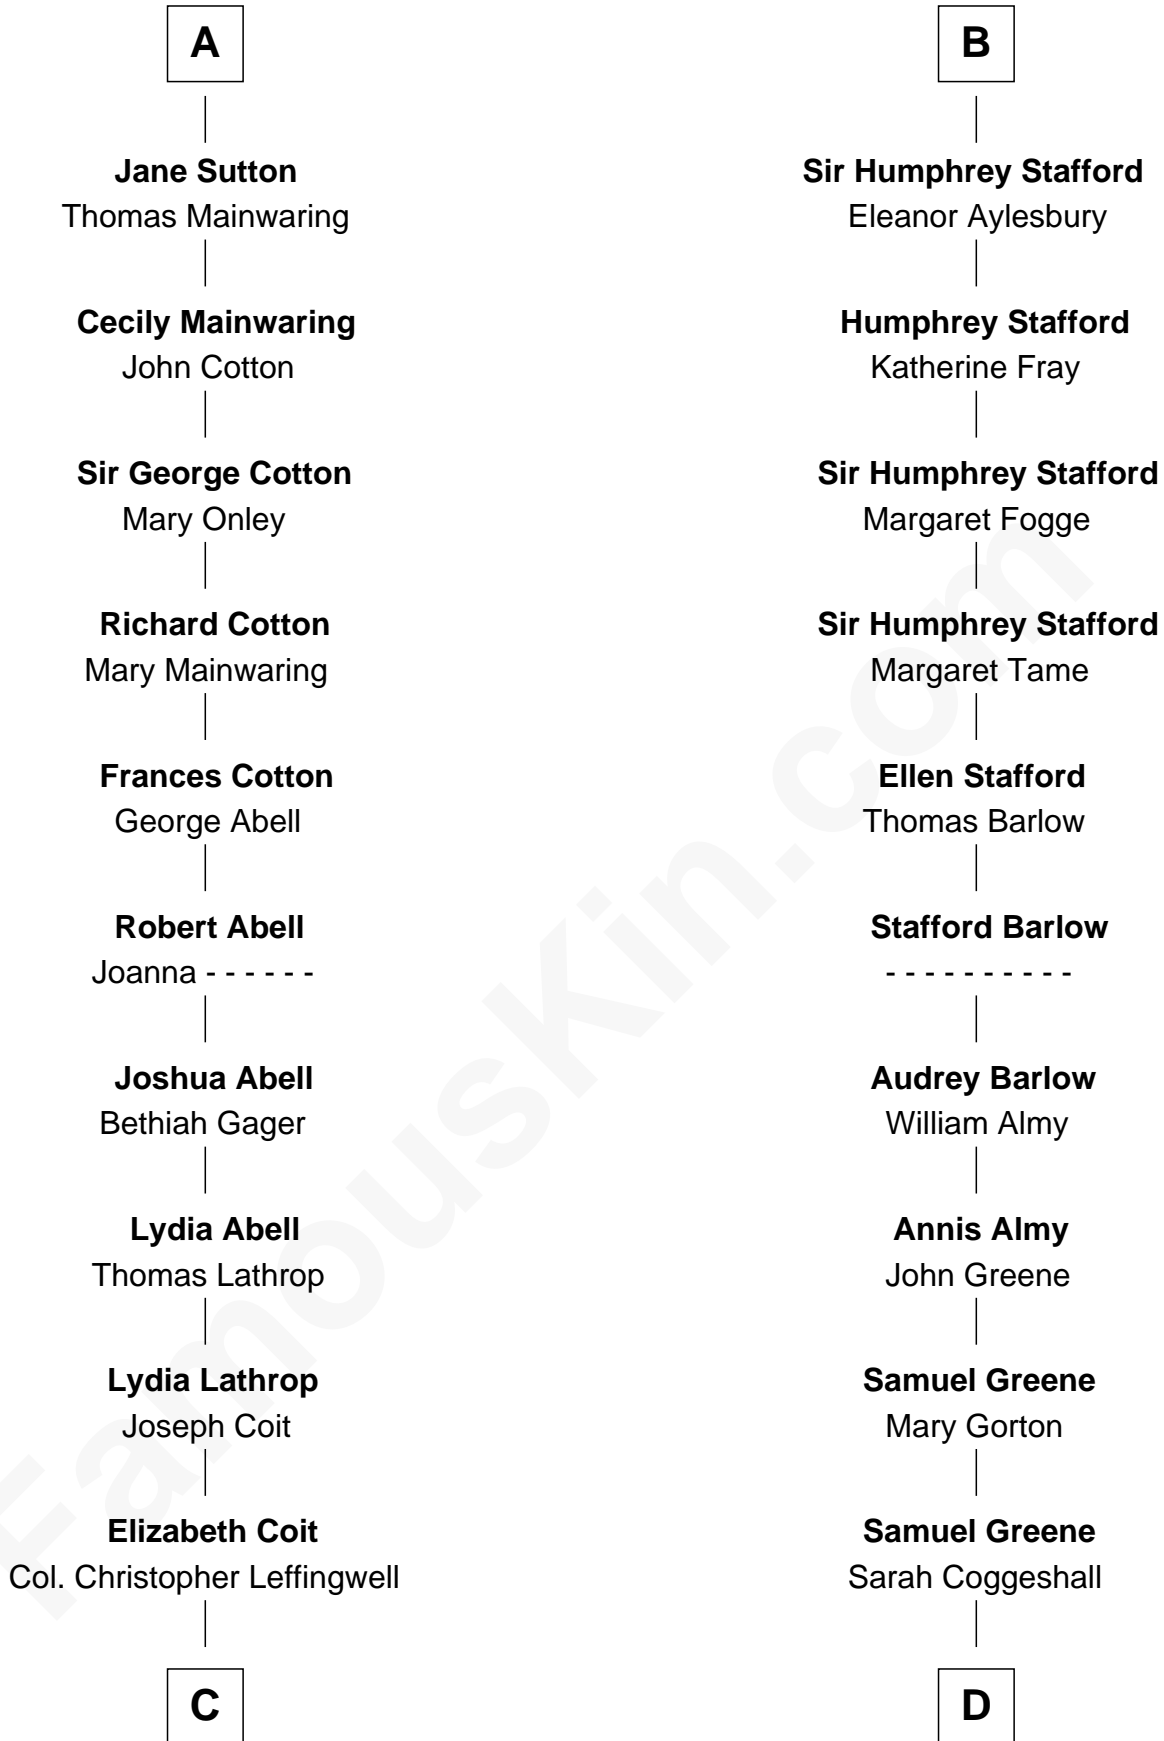 A
Jane Sutton
Thomas Mainwaring
Cecily Mainwaring
John Cotton
Sir George Cotton
Mary Onley
Richard Cotton
Mary Mainwaring
Frances Cotton
George Abell
Robert Abell
Joanna - - - - - -
Joshua Abell
Bethiah Gager
Lydia Abell
Thomas Lathrop
Lydia Lathrop
Joseph Coit
Elizabeth Coit
Col. Christopher Leffingwell
C
B
Sir Humphrey Stafford
Eleanor Aylesbury
Humphrey Stafford
Katherine Fray
Sir Humphrey Stafford
Margaret Fogge
Sir Humphrey Stafford
Margaret Tame
Ellen Stafford
Thomas Barlow
Stafford Barlow
- - - - - - - - - -
Audrey Barlow
William Almy
Annis Almy
John Greene
Samuel Greene
Mary Gorton
Samuel Greene
Sarah Coggeshall
D
FamousKin.com